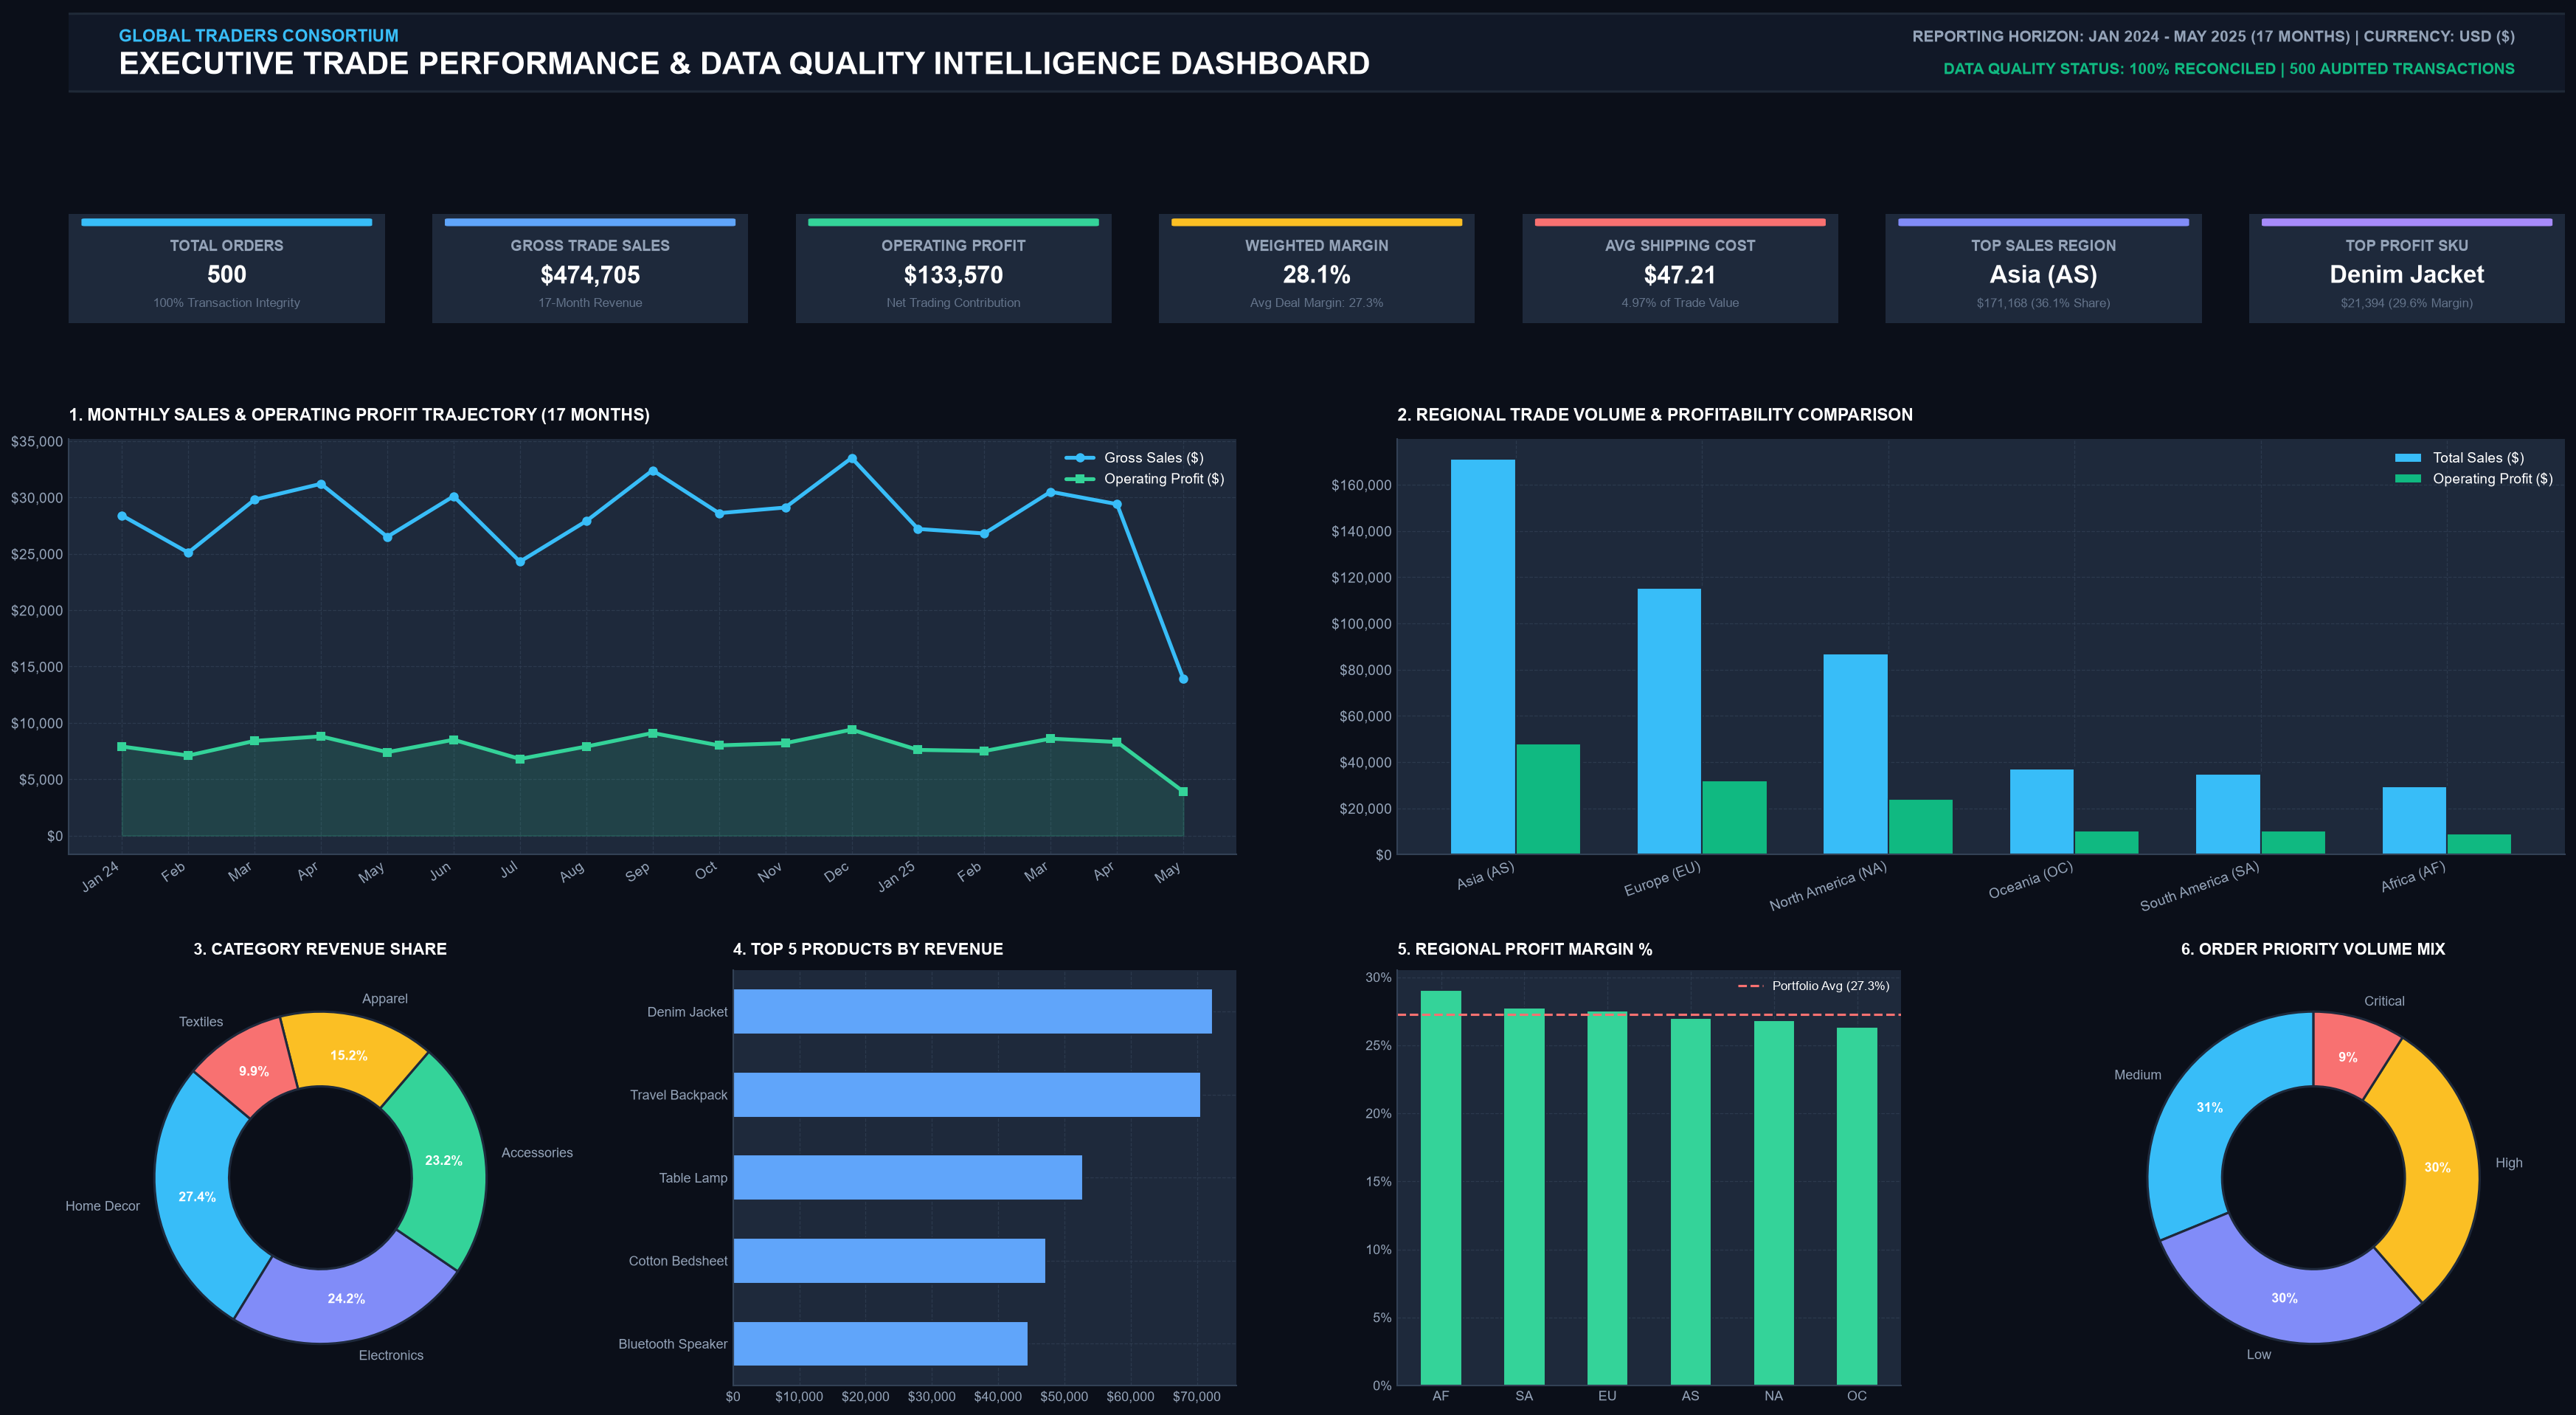 GLOBAL TRADERS CONSORTIUM
EXECUTIVE TRADE PERFORMANCE & DATA QUALITY INTELLIGENCE DASHBOARD
REPORTING HORIZON: JAN 2024 - MAY 2025 (17 MONTHS) | CURRENCY: USD ($)
DATA QUALITY STATUS: 100% RECONCILED | 500 AUDITED TRANSACTIONS
TOTAL ORDERS
500
100% Transaction Integrity
GROSS TRADE SALES
$474,705
17-Month Revenue
OPERATING PROFIT
$133,570
Net Trading Contribution
WEIGHTED MARGIN
28.1%
Avg Deal Margin: 27.3%
AVG SHIPPING COST
$47.21
4.97% of Trade Value
TOP SALES REGION
Asia (AS)
$171,168 (36.1% Share)
TOP PROFIT SKU
Denim Jacket
$21,394 (29.6% Margin)
1. MONTHLY SALES & OPERATING PROFIT TRAJECTORY (17 MONTHS)
Gross Sales ($)
Operating Profit ($)
$35,000
$30,000
$25,000
$20,000
$15,000
$10,000
$5,000
$0
Jan 24
Feb
Mar
Apr
May
Jun
Jul
Aug
Sep
Oct
Nov
Dec
Jan 25
Feb
Mar
Apr
May
2. REGIONAL TRADE VOLUME & PROFITABILITY COMPARISON
Total Sales ($)
Operating Profit ($)
$160,000
$140,000
$120,000
$100,000
$80,000
$60,000
$40,000
$20,000
$0
Asia (AS)
Europe (EU)
North America (NA)
Oceania (OC)
South America (SA)
Africa (AF)
3. CATEGORY REVENUE SHARE
Apparel
Textiles
15.2%
9.9%
Accessories
23.2%
27.4%
Home Decor
24.2%
Electronics
4. TOP 5 PRODUCTS BY REVENUE
Denim Jacket
Travel Backpack
Table Lamp
Cotton Bedsheet
Bluetooth Speaker
$0
$10,000
$20,000
$30,000
$40,000
$50,000
$60,000
$70,000
5. REGIONAL PROFIT MARGIN %
Portfolio Avg (27.3%)
30%
25%
20%
15%
10%
5%
0%
AF
SA
EU
AS
NA
OC
6. ORDER PRIORITY VOLUME MIX
Critical
9%
Medium
31%
High
30%
30%
Low